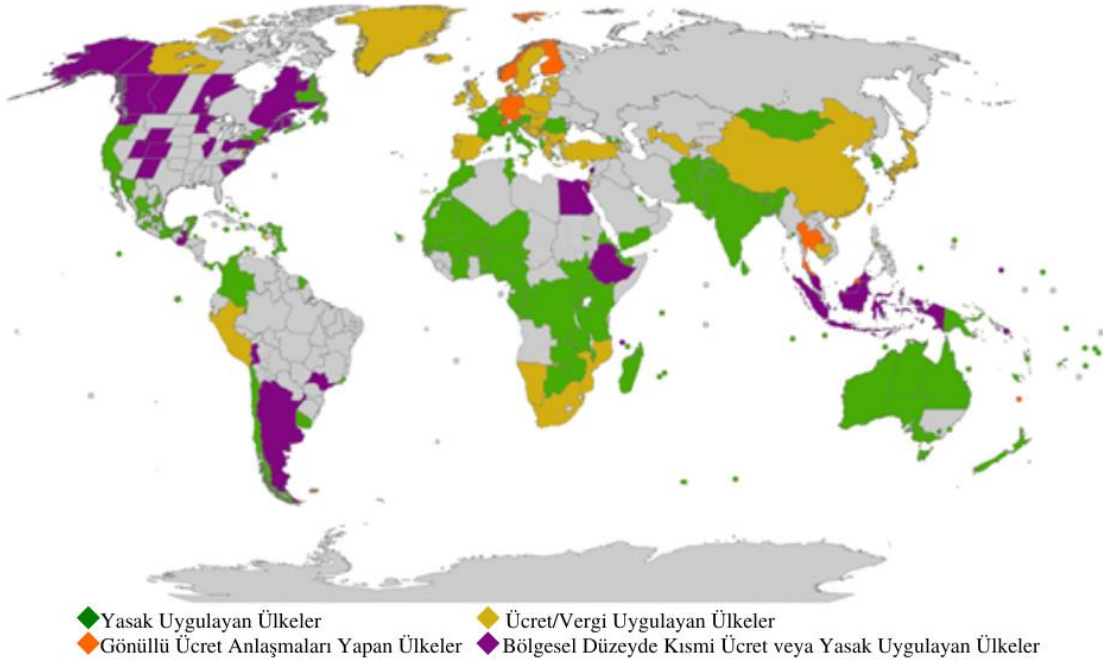 Yasak Uygulayan Ülkeler Ücret/Vergi Uygulayan Ülkeler
Gönüllü Ücret Anlaşmaları Yapan Ülkeler Bölgesel Düzeyde Kısmi Ücret veya Yasak Uygulayan Ülkeler